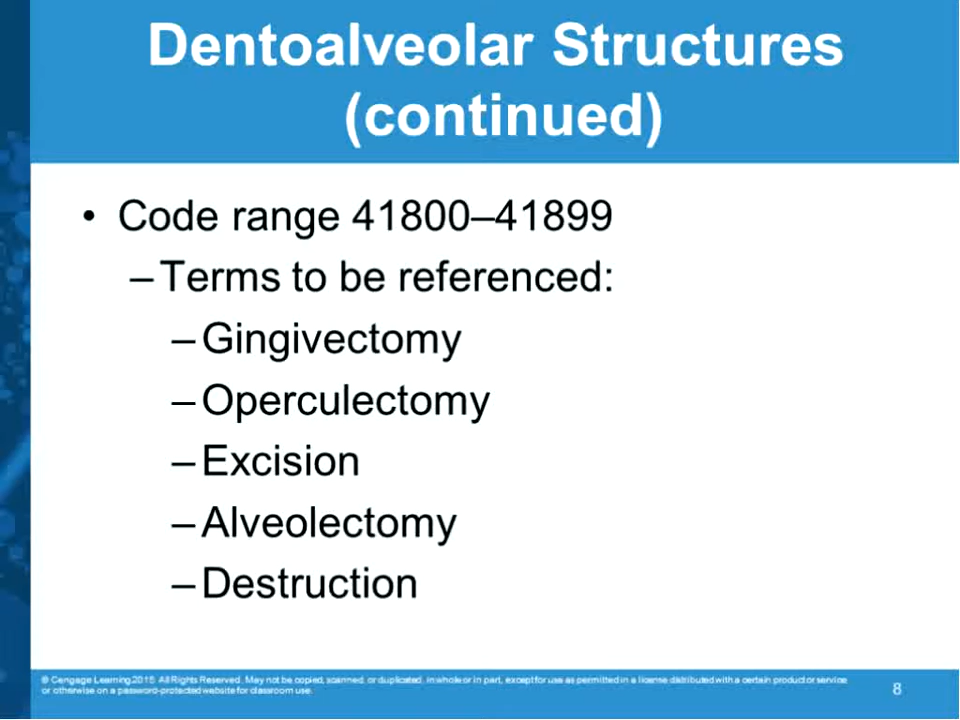 Dentoalveolar Structures
(continued)
• Code range 41800–41899
–Terms to be referenced:
–Gingivectomy
–Operculectomy
–Excision
–Alveolectomy
–Destruction
© Cengage Learning 2015. All Rights Reserved. May not be copied, scanned, or duplicated, in whole or in part, except for use as permitted in a license distributed with a certain product or service
or otherwise on a password-protected website for classroom use.
8